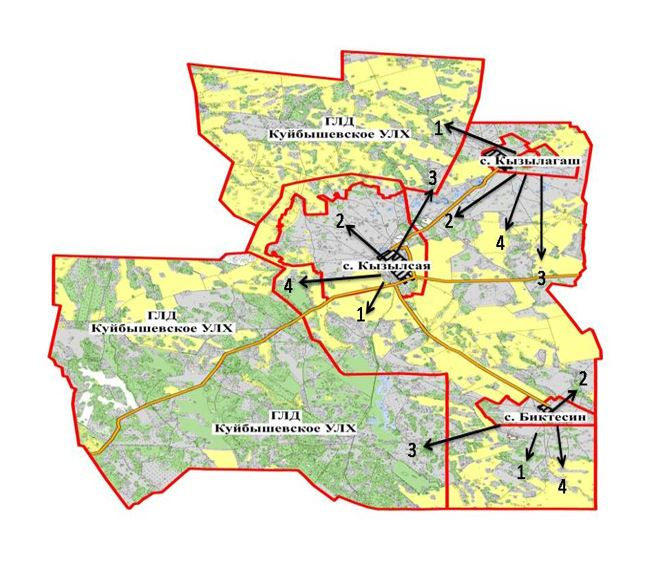 ГЛД
Куйбышевское УЛХ
1
с. Кызылагаш
3
2
2
4
с. Кызылсая
3
4
1
ГЛД
Куйбышевское УЛХ
2
ГЛД
Куйбышевское УЛХ
с. Биктесин
3
1
4